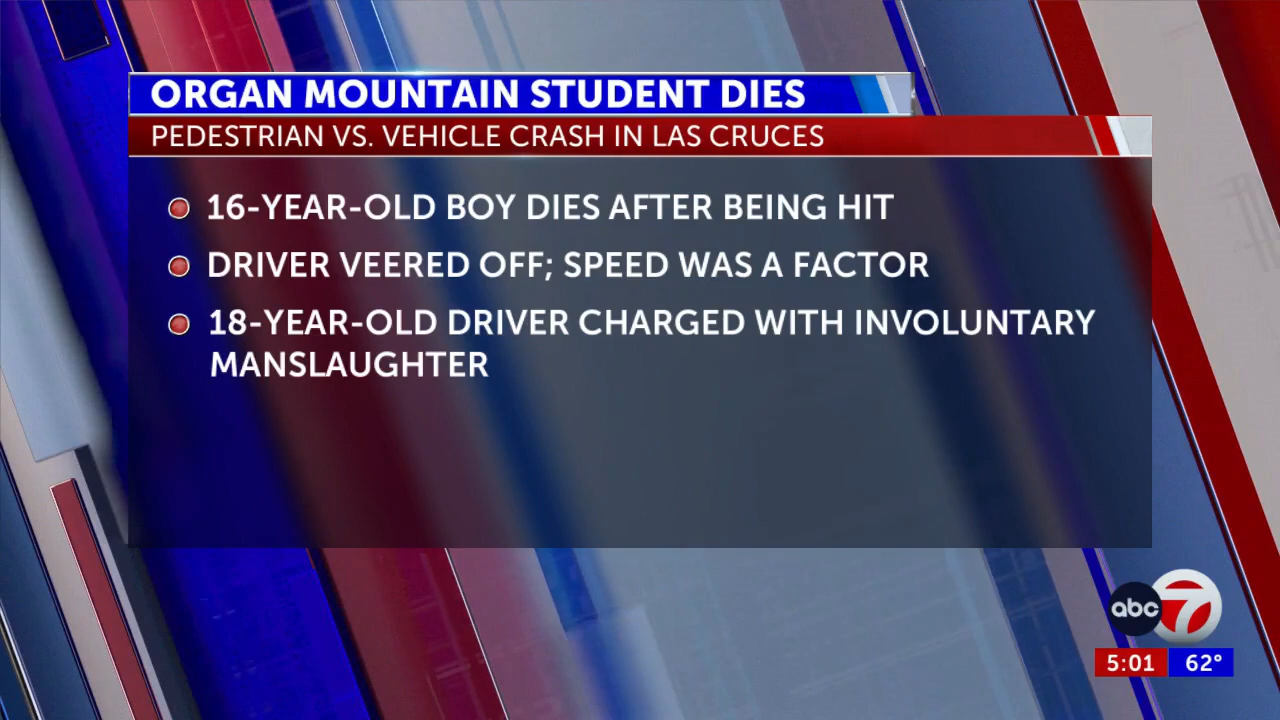 ORGAN MOUNTAIN STUDENT DIES
PEDESTRIAN VS. VEHICLE CRASH IN LAS CRUCES
16-YEAR-OLD BOY DIES AFTER BEING HIT
DRIVER VEERED OFF; SPEED WAS A FACTOR
18-YEAR-OLD DRIVER CHARGED WITH INVOLUNTARY
MANSLAUGHTER
abc 7
5:01 62°